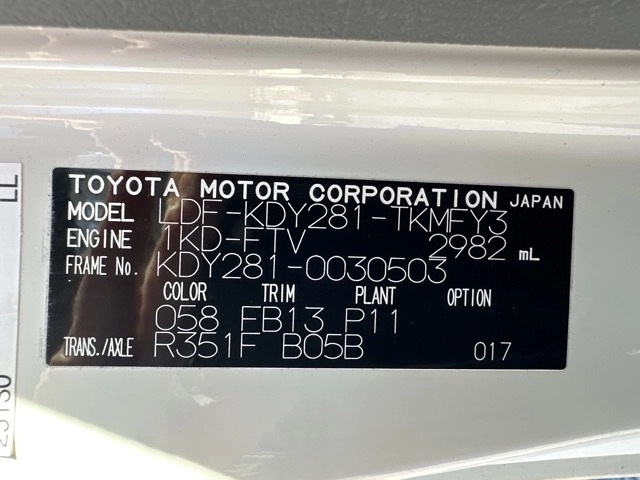 TOYOTA MOTOR CORPORATION JAPAN
MODEL LDF-KDY281-TKMFY3
ENGINE 1KD-FTV 2982 mL
FRAME No. KDY281-0030503
COLOR TRIM PLANT OPTION
058 FB13 P11
TRANS./AXLE R351F B05B 017